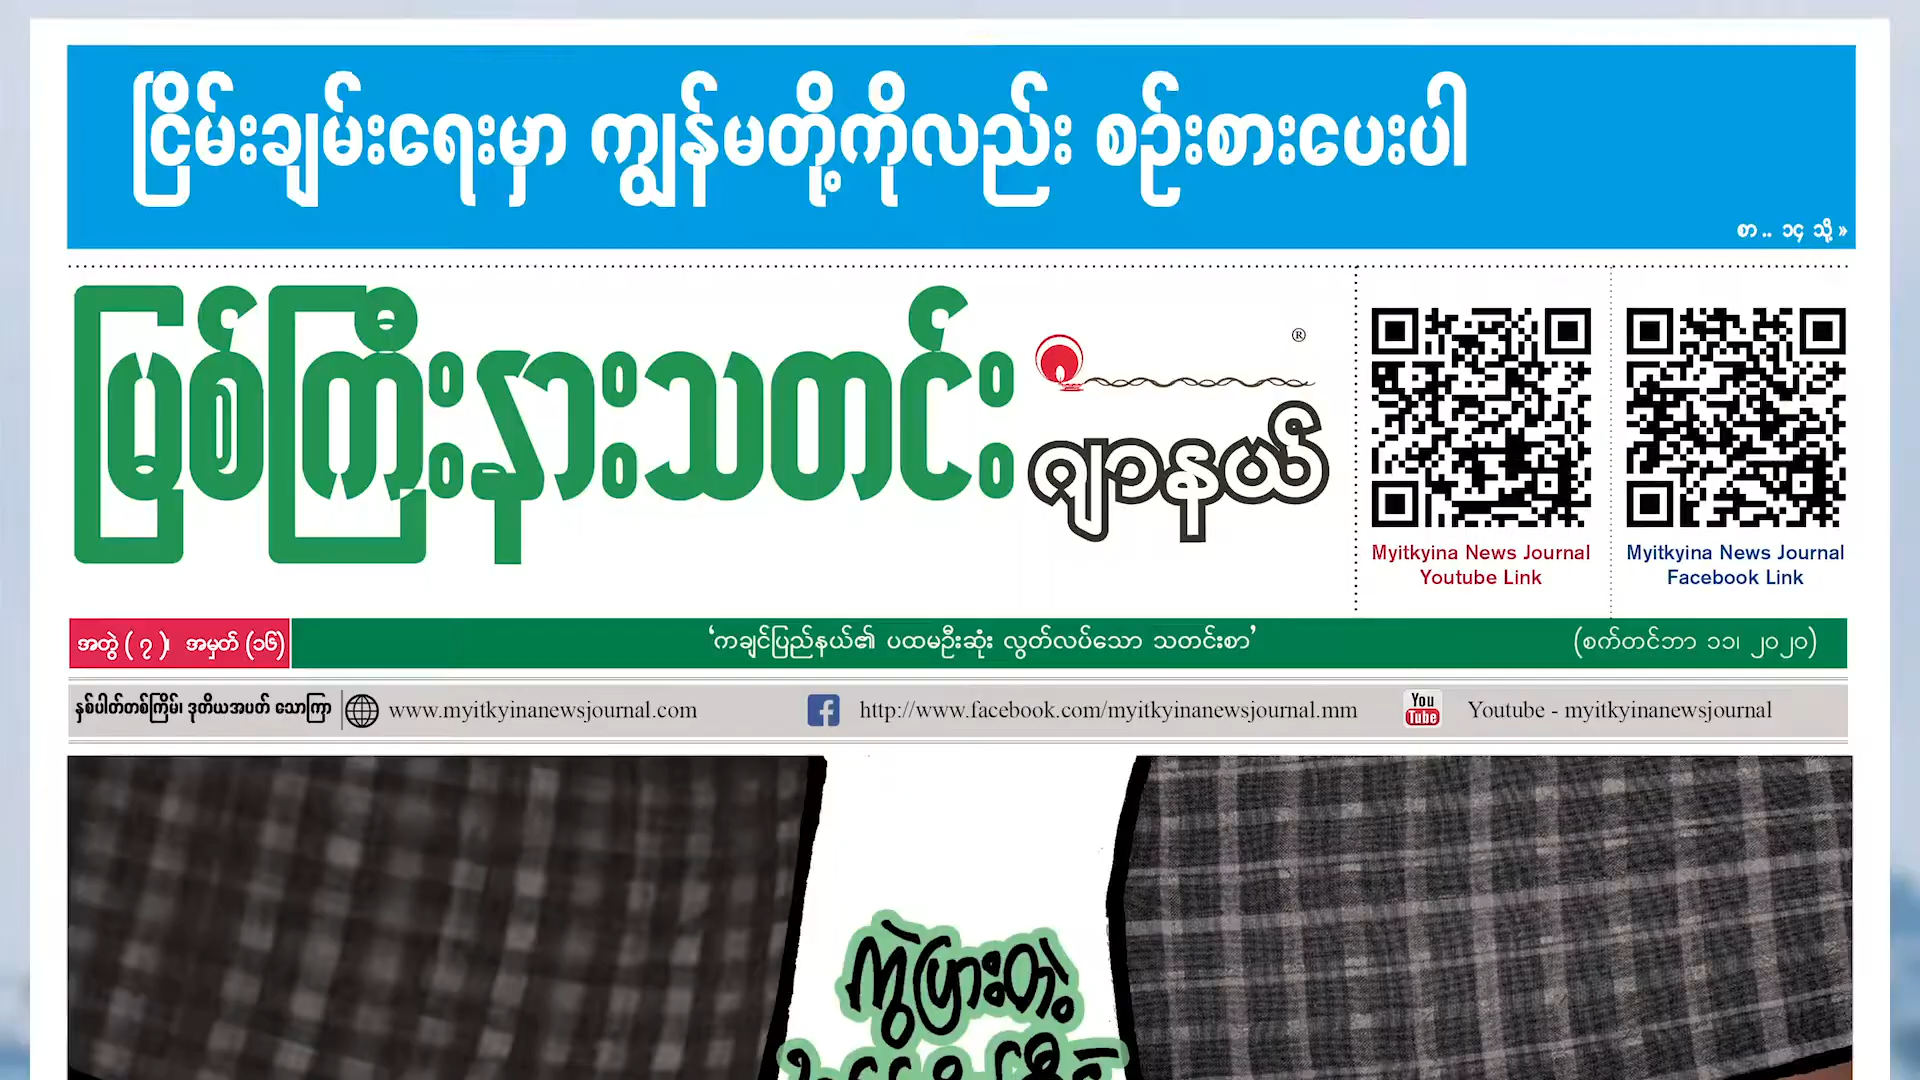 ငြိမ်းချမ်းရေးမှာ ကျွန်မတို့ကိုလည်း စဉ်းစားပေးပါ
စာ .. ၁၄ သို့ »
မြစ်ကြီးနားသတင်း
ဂျာနယ်
®
Myitkyina News Journal
Youtube Link
Myitkyina News Journal
Facebook Link
အတွဲ ( ၇ )၊ အမှတ် (၁၆)
‘ကချင်ပြည်နယ်၏ ပထမဦးဆုံး လွတ်လပ်သော သတင်းစာ’
(စက်တင်ဘာ ၁၁၊ ၂၀၂၀)
နှစ်ပါတ်တစ်ကြိမ်၊ ဒုတိယအပတ် သောကြာ
www.myitkyinanewsjournal.com
http://www.facebook.com/myitkyinanewsjournal.mm
You
Tube
Youtube - myitkyinanewsjournal
ကွဲပြားတဲ့